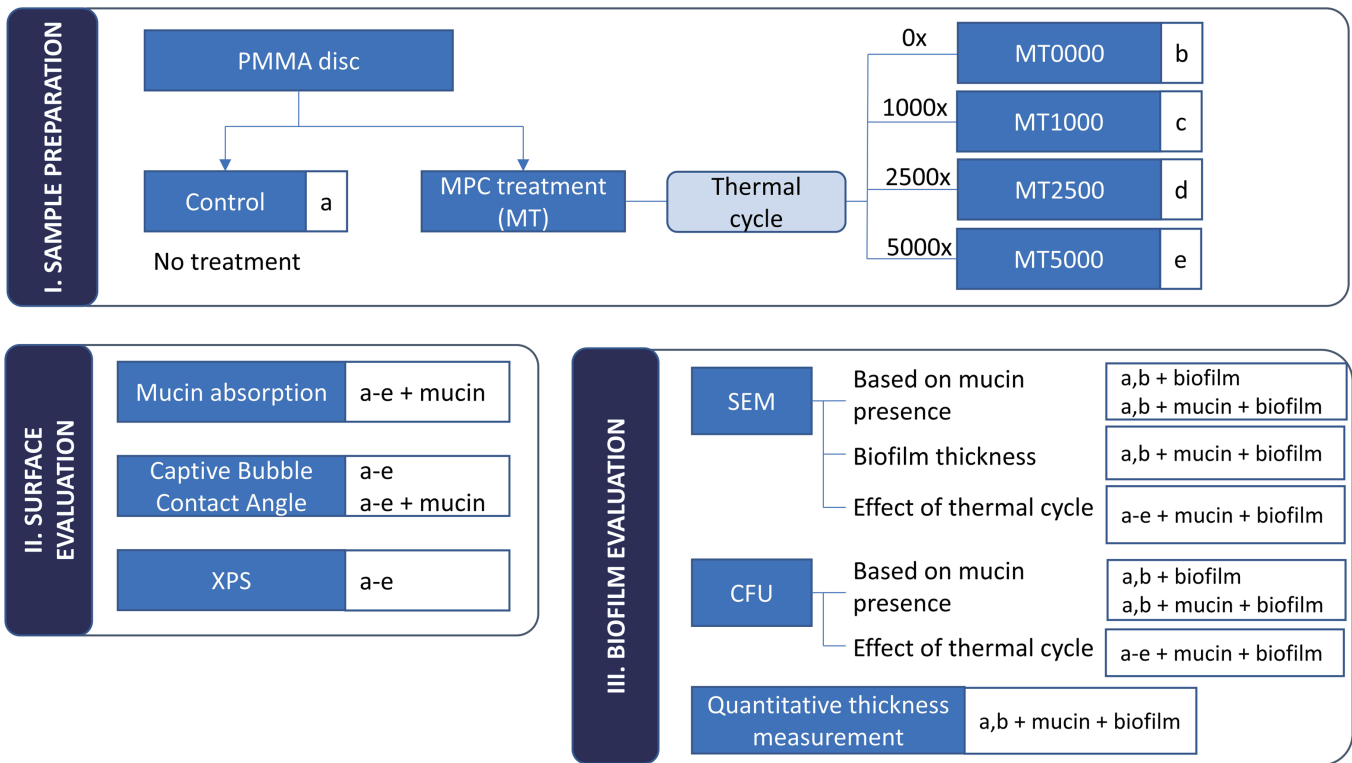 I. SAMPLE PREPARATION
PMMA disc
Control
a
No treatment
MPC treatment
(MT)
Thermal
cycle
0x
MT0000
b
1000x
MT1000
c
2500x
MT2500
d
5000x
MT5000
e
II. SURFACE
EVALUATION
Mucin absorption
a-e + mucin
Captive Bubble
Contact Angle
a-e
a-e + mucin
XPS
a-e
III. BIOFILM EVALUATION
SEM
Based on mucin
presence
a,b + biofilm
a,b + mucin + biofilm
Biofilm thickness
a,b + mucin + biofilm
Effect of thermal cycle
a-e + mucin + biofilm
CFU
Based on mucin
presence
a,b + biofilm
a,b + mucin + biofilm
Effect of thermal cycle
a-e + mucin + biofilm
Quantitative thickness
measurement
a,b + mucin + biofilm